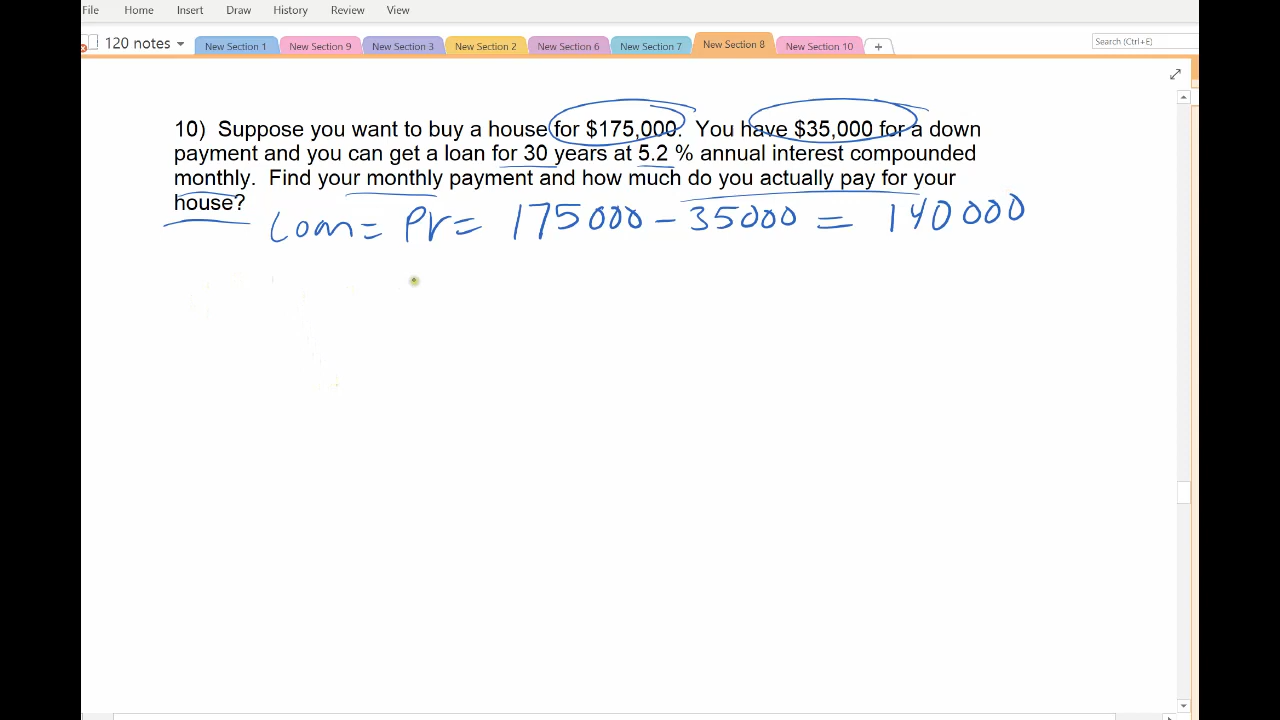 File Home Insert Draw History Review View
120 notes New Section 1 New Section 9 New Section 3 New Section 2 New Section 6 New Section 7 New Section 8 New Section 10 + Search (Ctrl+E)
10) Suppose you want to buy a house for $175,000. You have $35,000 for a down
payment and you can get a loan for 30 years at 5.2 % annual interest compounded
monthly. Find your monthly payment and how much do you actually pay for your
house?
Loan = Pr = 175000 - 35000 = 140000